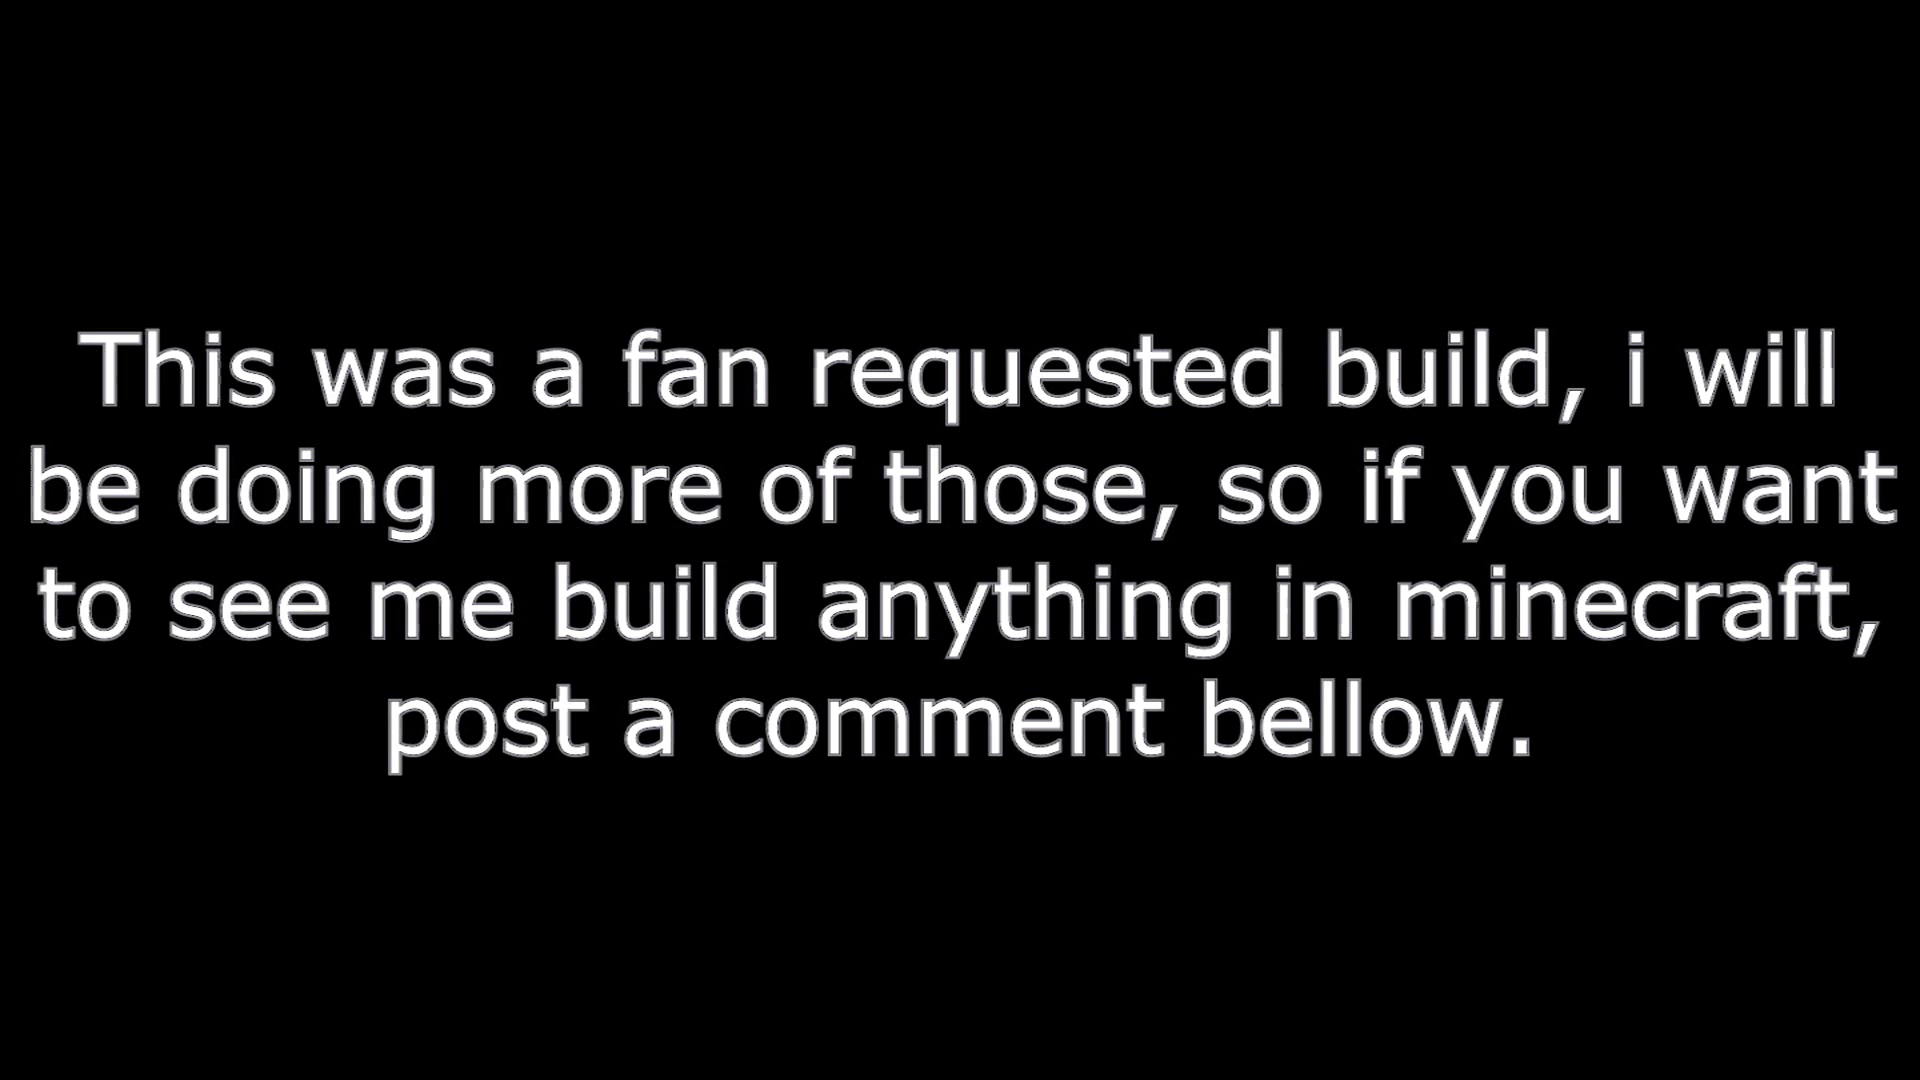 This was a fan requested build, i will
be doing more of those, so if you want
to see me build anything in minecraft,
post a comment bellow.